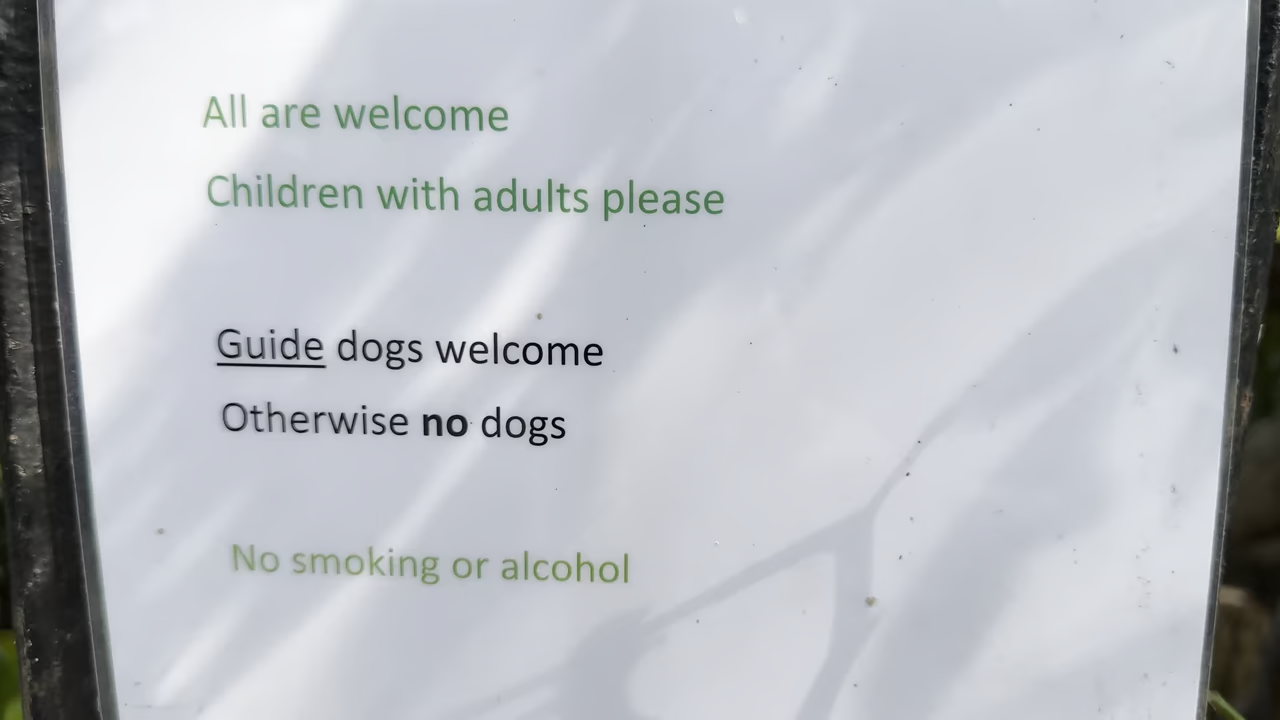 All are welcome
Children with adults please
Guide dogs welcome
Otherwise no dogs
No smoking or alcohol